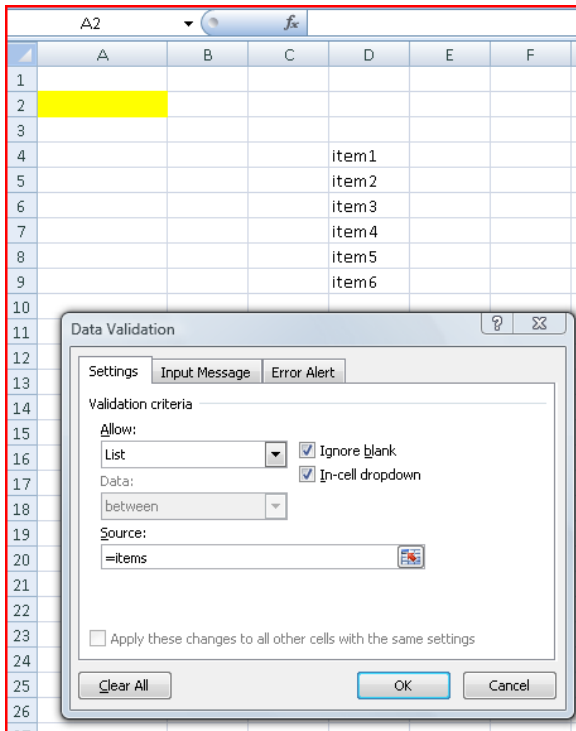 A2 fx
A B C D E F
1
2
3
4 item1
5 item2
6 item3
7 item4
8 item5
9 item6
10
11
12
13
14
15
16
17
18
19
20
21
22
23
24
25
26
Data Validation ?
Settings Input Message Error Alert
Validation criteria
Allow:
List Ignore blank
Data: In-cell dropdown
between
Source:
=items
Apply these changes to all other cells with the same settings
Clear All OK Cancel